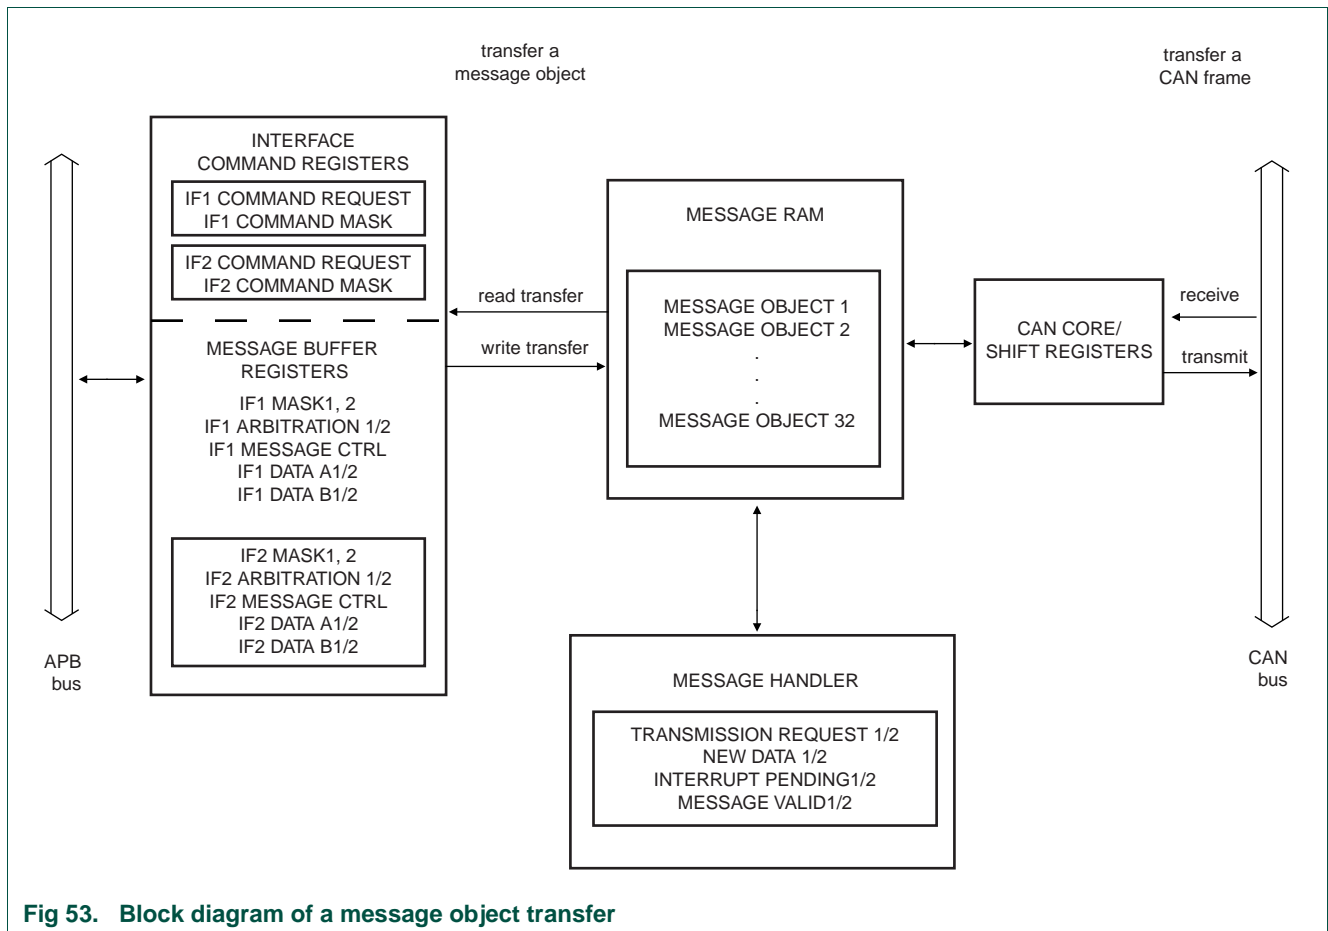 transfer a
message object
transfer a
CAN frame
INTERFACE
COMMAND REGISTERS
IF1 COMMAND REQUEST
IF1 COMMAND MASK
IF2 COMMAND REQUEST
IF2 COMMAND MASK
MESSAGE BUFFER
REGISTERS
IF1 MASK1, 2
IF1 ARBITRATION 1/2
IF1 MESSAGE CTRL
IF1 DATA A1/2
IF1 DATA B1/2
IF2 MASK1, 2
IF2 ARBITRATION 1/2
IF2 MESSAGE CTRL
IF2 DATA A1/2
IF2 DATA B1/2
APB
bus
read transfer
write transfer
MESSAGE RAM
MESSAGE OBJECT 1
MESSAGE OBJECT 2
.
.
.
MESSAGE OBJECT 32
CAN CORE/
SHIFT REGISTERS
receive
transmit
CAN
bus
MESSAGE HANDLER
TRANSMISSION REQUEST 1/2
NEW DATA 1/2
INTERRUPT PENDING1/2
MESSAGE VALID1/2
Fig 53. Block diagram of a message object transfer